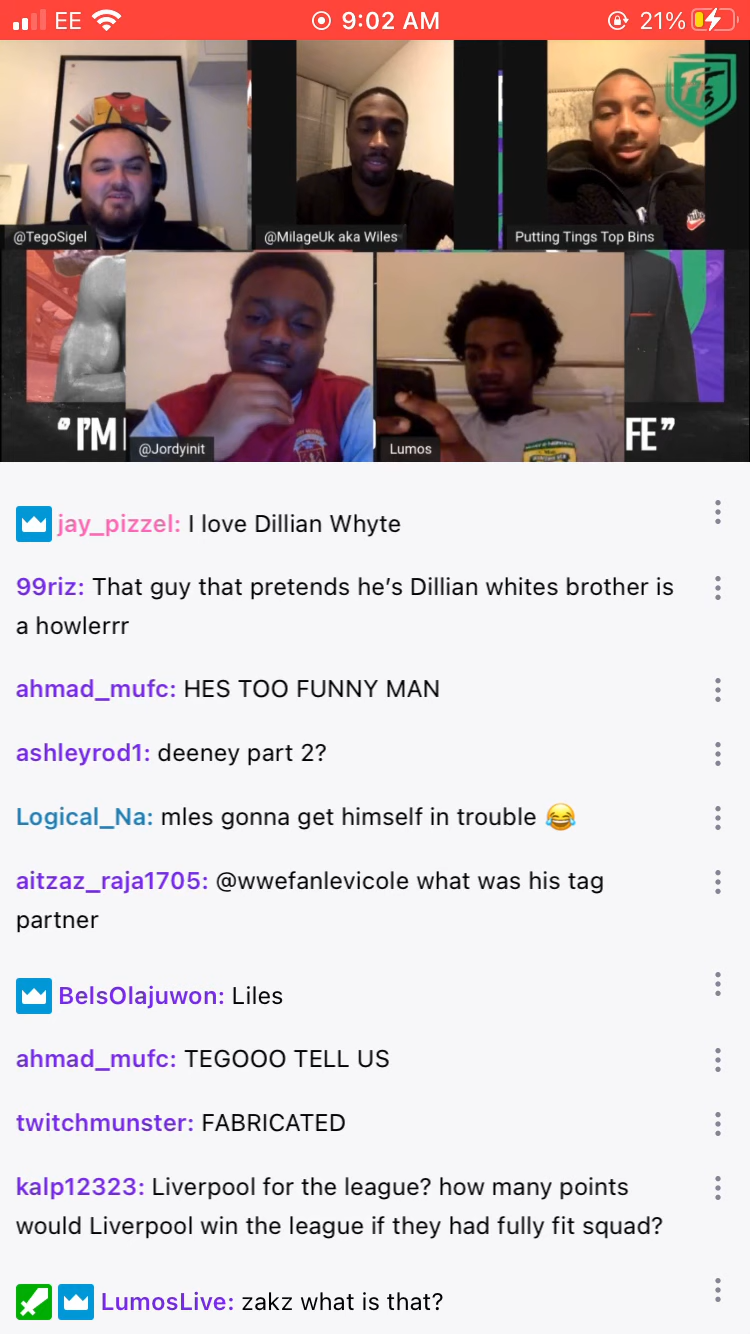 EE 9:02 AM 21%
FTFs
@TegoSigel
@MilageUk aka Wiles
Putting Tings Top Bins
"I'M
FE"
@Jordyinit
Lumos
jay_pizzel: I love Dillian Whyte
99riz: That guy that pretends he's Dillian whites brother is
a howlerrr
ahmad_mufc: HES TOO FUNNY MAN
ashleyrod1: deeney part 2?
Logical_Na: mles gonna get himself in trouble 😂
aitzaz_raja1705: @wwefanlevicole what was his tag
partner
BelsOlajuwon: Liles
ahmad_mufc: TEGOOO TELL US
twitchmunster: FABRICATED
kalp12323: Liverpool for the league? how many points
would Liverpool win the league if they had fully fit squad?
LumosLive: zakz what is that?